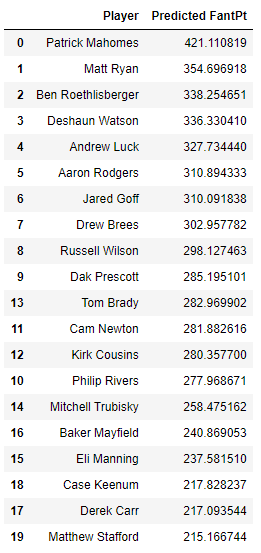 Player Predicted FantPt
0 Patrick Mahomes 421.110819
1 Matt Ryan 354.696918
2 Ben Roethlisberger 338.254651
3 Deshaun Watson 336.330410
4 Andrew Luck 327.734440
5 Aaron Rodgers 310.894333
6 Jared Goff 310.091838
7 Drew Brees 302.957782
8 Russell Wilson 298.127463
9 Dak Prescott 285.195101
13 Tom Brady 282.969902
11 Cam Newton 281.882616
12 Kirk Cousins 280.357700
10 Philip Rivers 277.968671
14 Mitchell Trubisky 258.475162
16 Baker Mayfield 240.869053
15 Eli Manning 237.581510
18 Case Keenum 217.828237
17 Derek Carr 217.093544
19 Matthew Stafford 215.166744